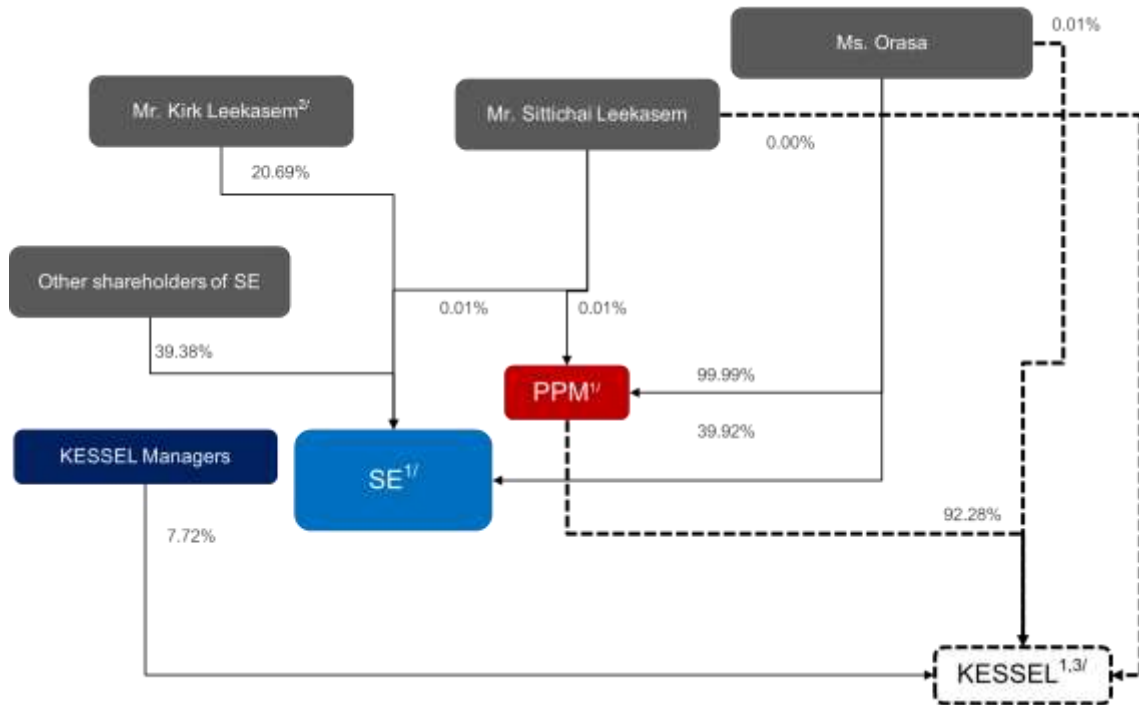 0.01%
Ms. Orasa
Mr. Kirk Leekasem2/
Mr. Sittichai Leekasem
0.00%
20.69%
Other shareholders of SE
0.01%
0.01%
39.38%
99.99%
PPM1/
39.92%
KESSEL Managers
SE1/
92.28%
7.72%
KESSEL1,3/